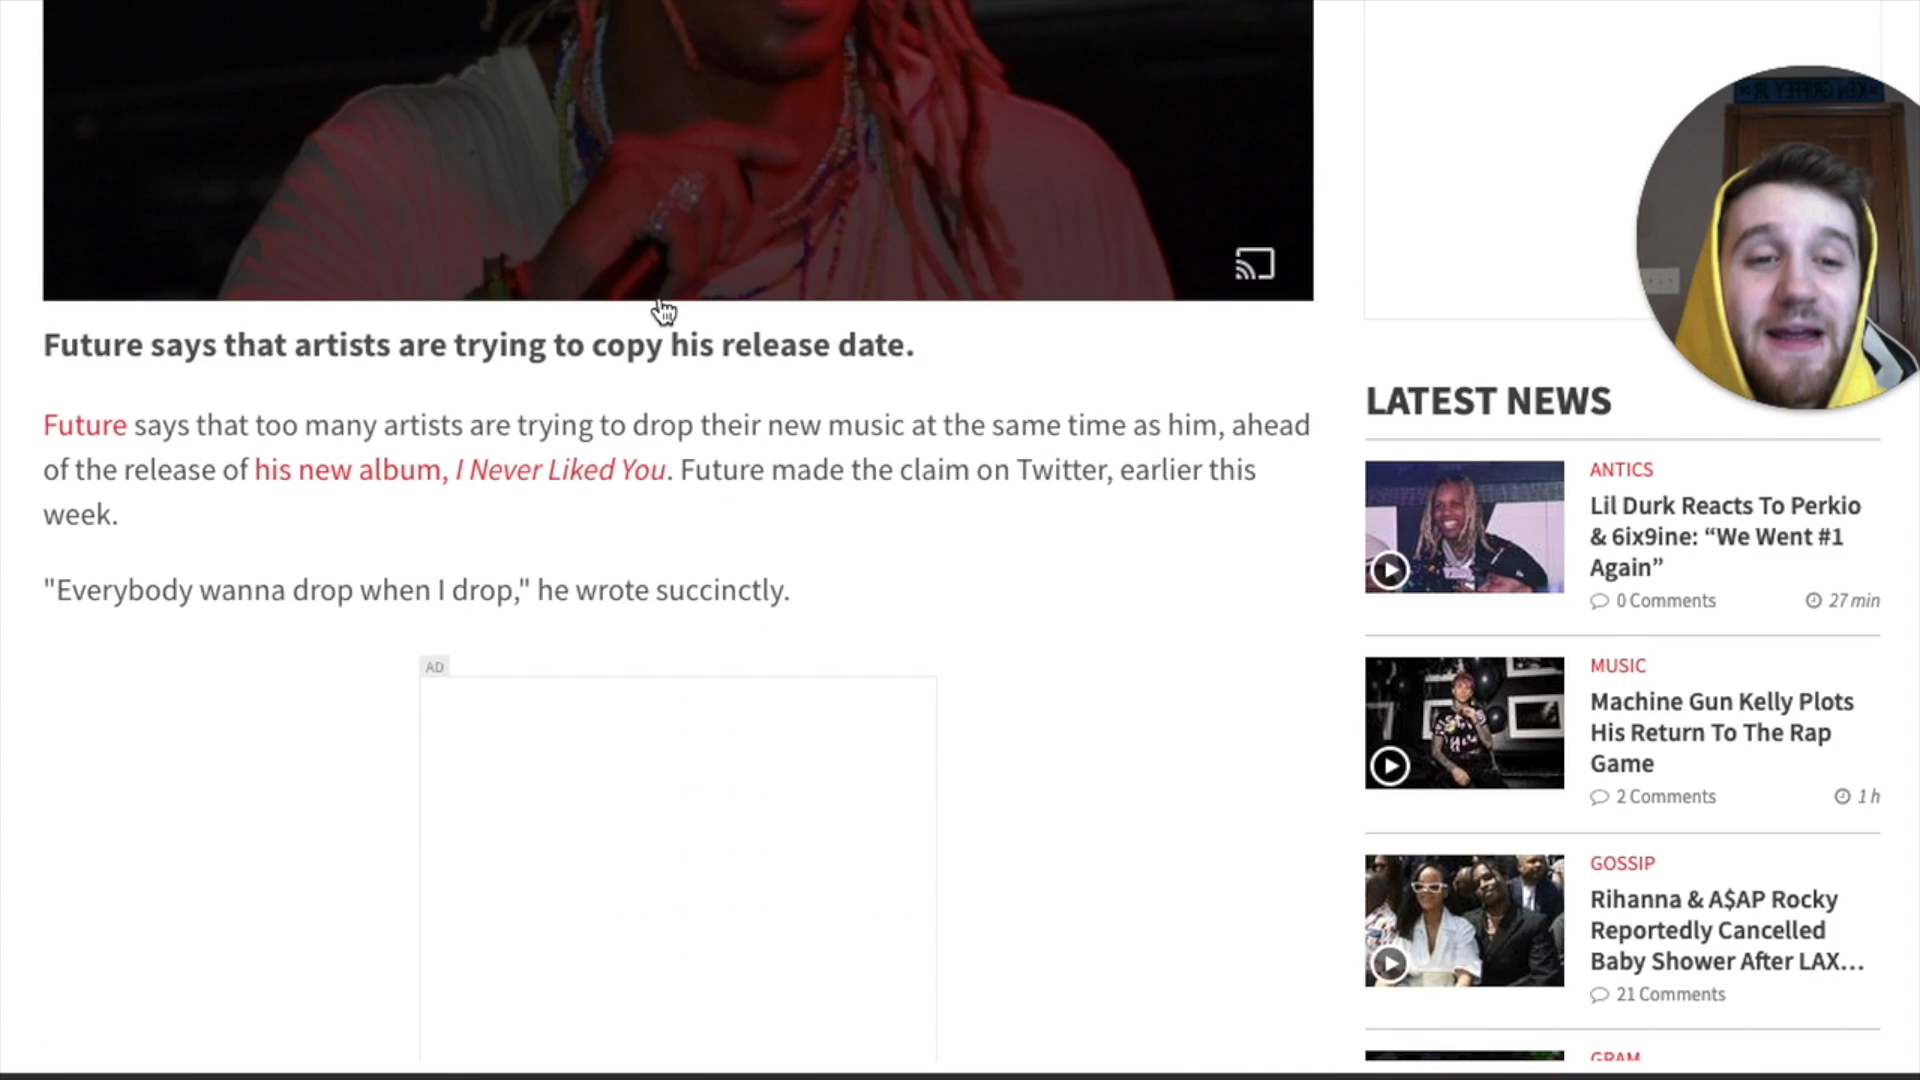 Future says that artists are trying to copy his release date.
Future says that too many artists are trying to drop their new music at the same time as him, ahead
of the release of his new album, I Never Liked You. Future made the claim on Twitter, earlier this
week.
"Everybody wanna drop when I drop," he wrote succinctly.
AD
KEN GRIFFEY JR DR
LATEST NEWS
ANTICS
Lil Durk Reacts To Perkio
& 6ix9ine: “We Went #1
Again”
0 Comments
27 min
MUSIC
Machine Gun Kelly Plots
His Return To The Rap
Game
2 Comments
1 h
GOSSIP
Rihanna & A$AP Rocky
Reportedly Cancelled
Baby Shower After LAX...
21 Comments
GRAM